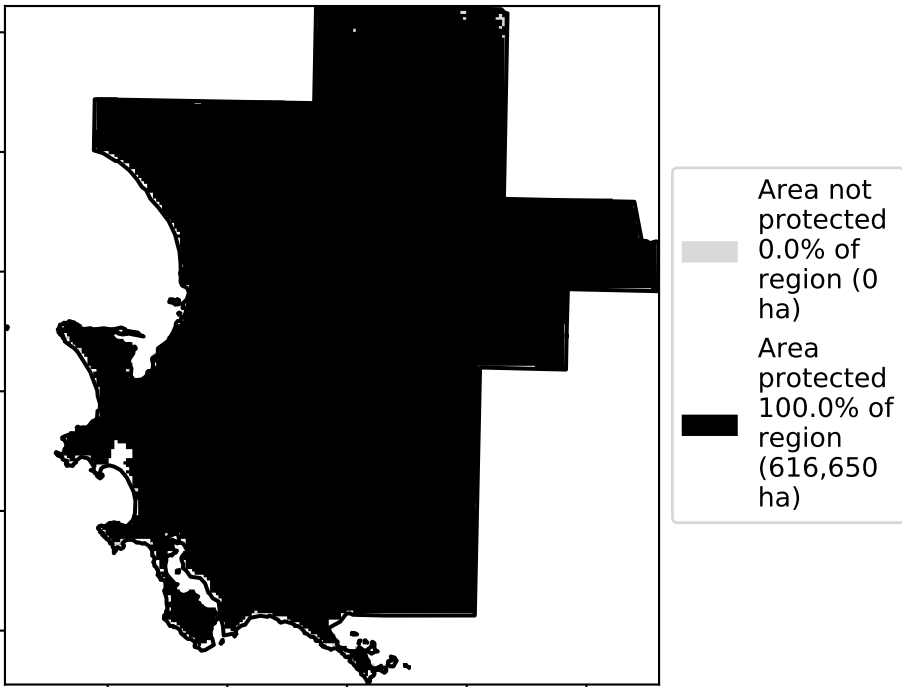 Area not
protected
0.0% of
region (0
ha)
Area
protected
100.0% of
region
(616,650
ha)